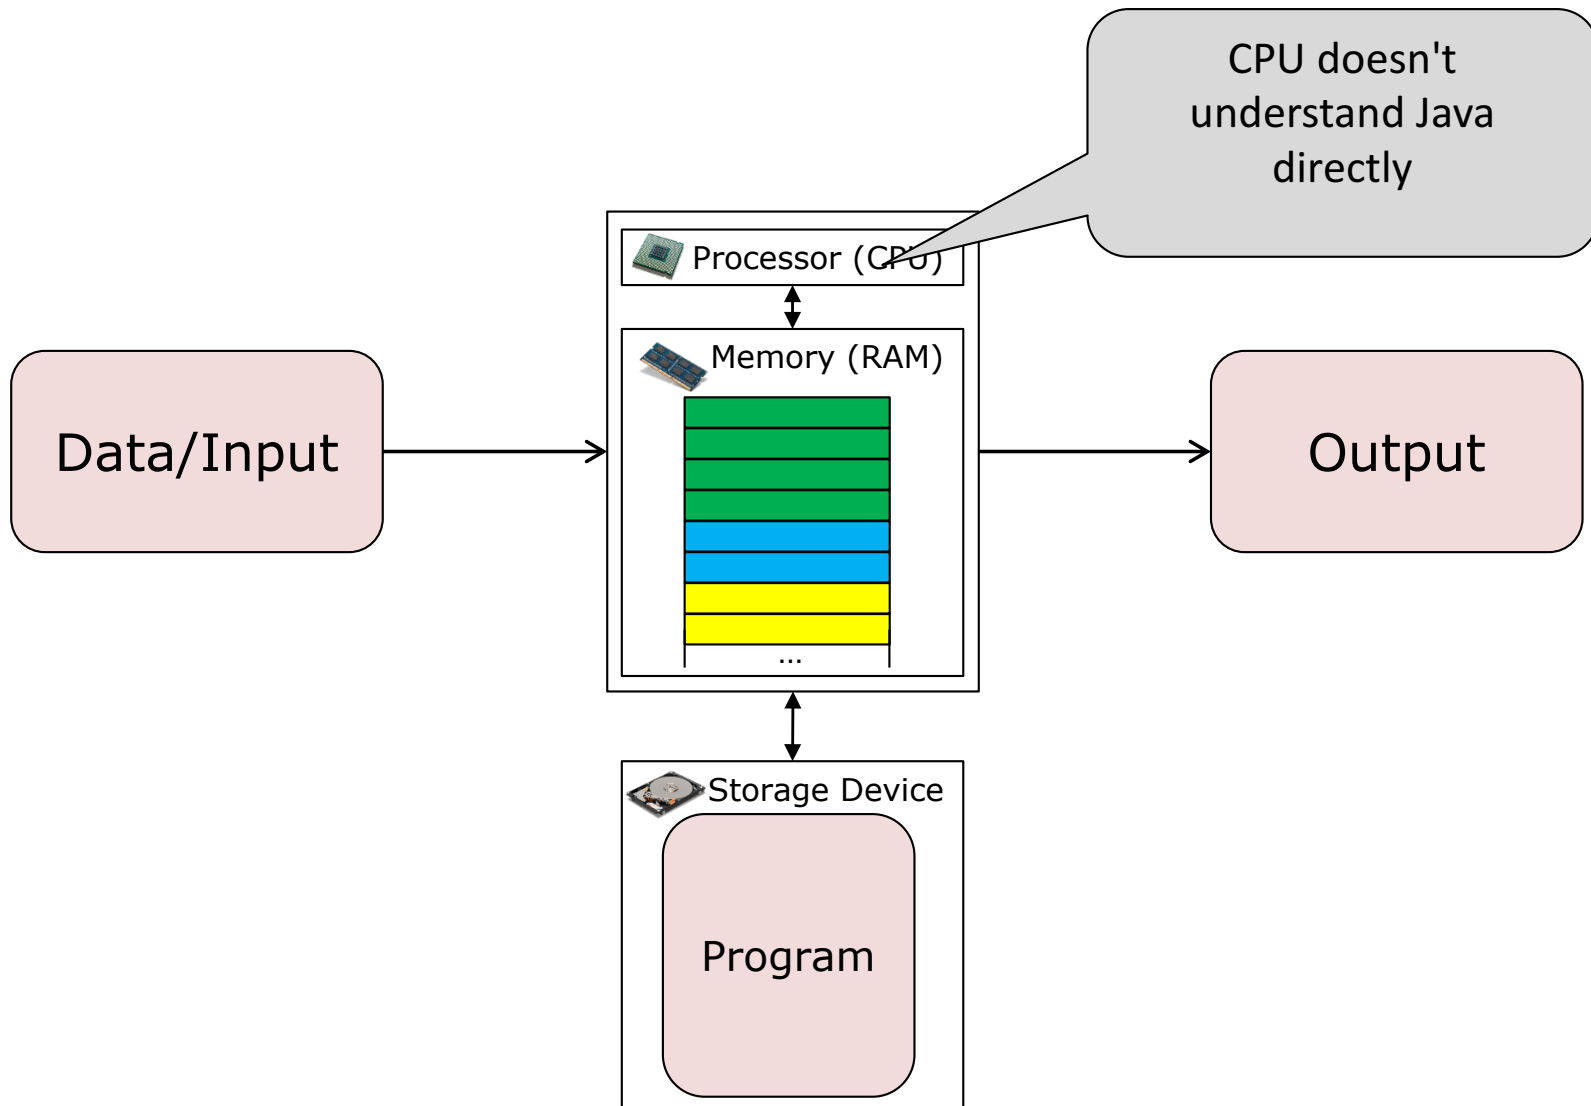 CPU doesn't
understand Java
directly
Processor (CPU)
Memory (RAM)
Data/Input
Output
...
Storage Device
Program